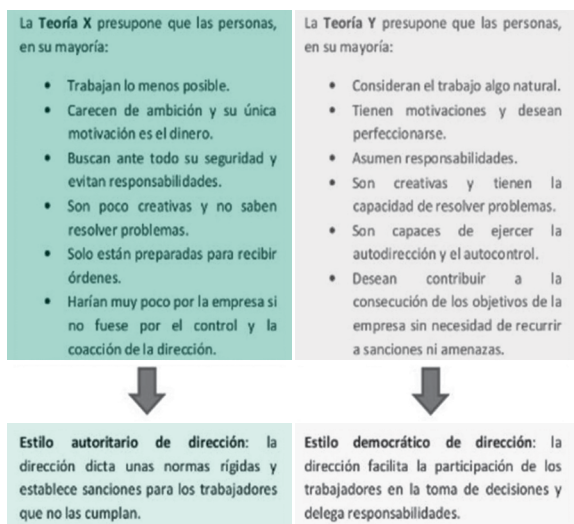 La Teoría X presupone que las personas,
en su mayoría:
• Trabajan lo menos posible.
• Carecen de ambición y su única
motivación es el dinero.
• Buscan ante todo su seguridad y
evitan responsabilidades.
• Son poco creativas y no saben
resolver problemas.
• Solo están preparadas para recibir
órdenes.
• Harían muy poco por la empresa si
no fuese por el control y la
coacción de la dirección.
Estilo autoritario de dirección: la
dirección dicta unas normas rígidas y
establece sanciones para los trabajadores
que no las cumplan.
La Teoría Y presupone que las personas,
en su mayoría:
• Consideran el trabajo algo natural.
• Tienen motivaciones y desean
perfeccionarse.
• Asumen responsabilidades.
• Son creativas y tienen la
capacidad de resolver problemas.
• Son capaces de ejercer la
autodirección y el autocontrol.
• Desean contribuir a la
consecución de los objetivos de la
empresa sin necesidad de recurrir
a sanciones ni amenazas.
Estilo democrático de dirección: la
dirección facilita la participación de los
trabajadores en la toma de decisiones y
delega responsabilidades.